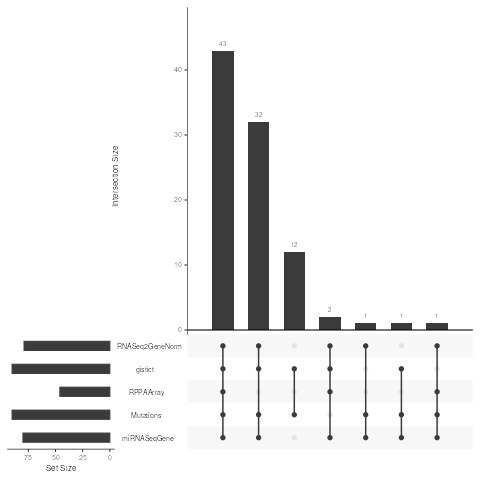 43
40
32
30
Intersection Size
20
12
10
2
1
1
1
0
RNASeq2GeneNorm
gistict
RPPAArray
Mutations
miRNASeqGene
75 50 25 0
Set Size